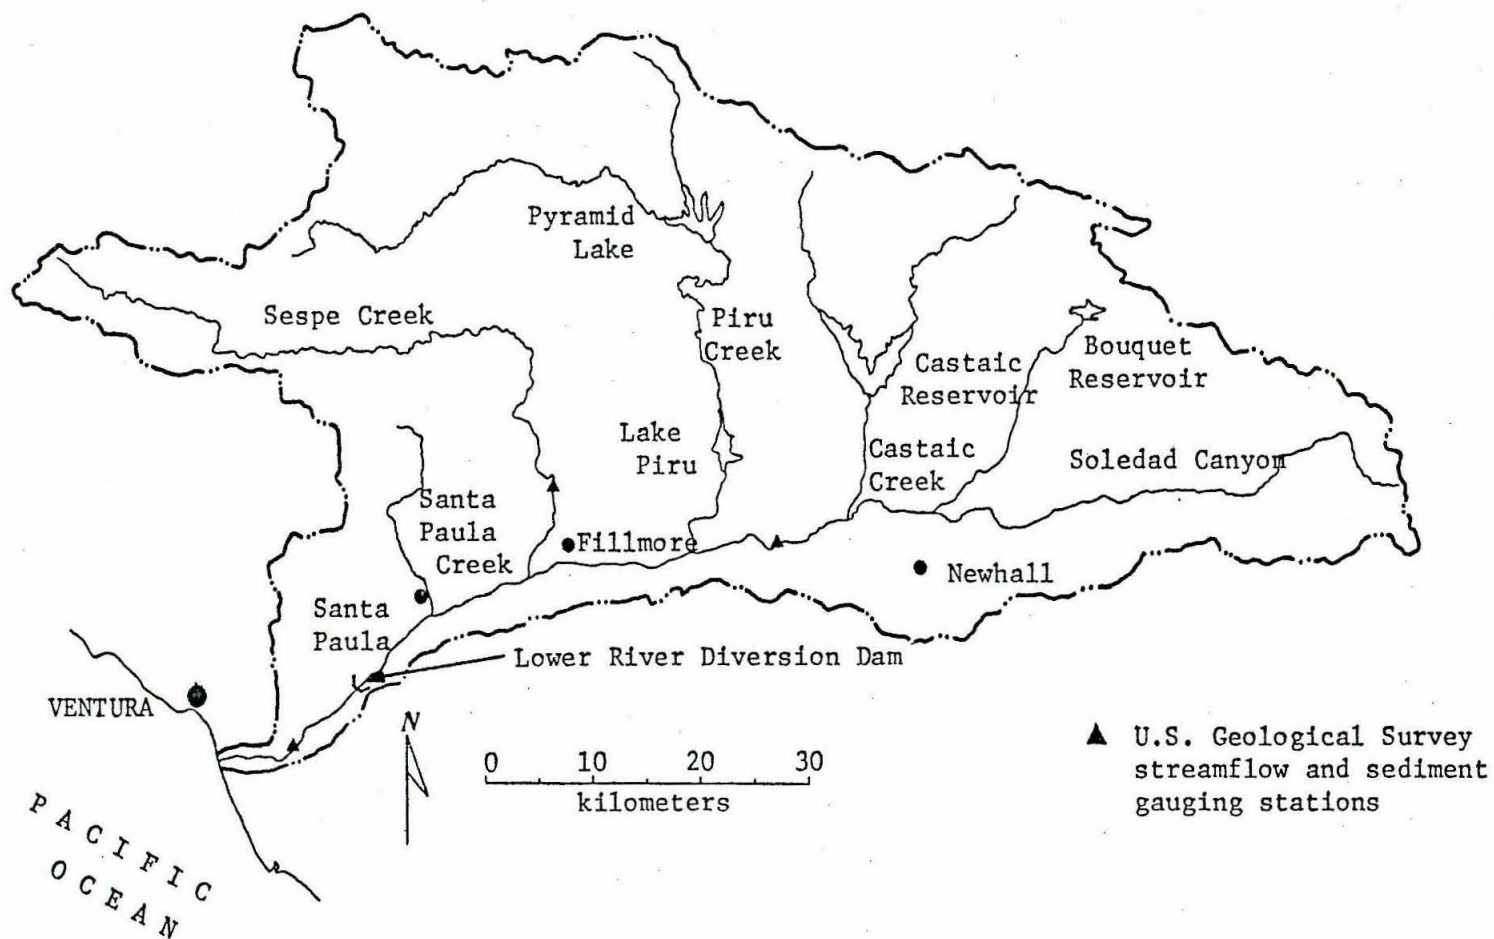 Pyramid
Lake
Sespe Creek
Piru
Creek
Castaic
Reservoir
Bouquet
Reservoir
Lake
Piru
Castaic
Creek
Soledad Canyon
Santa
Paula
Creek
Fillmore
Newhall
Santa
Paula
Lower River Diversion Dam
VENTURA
N
0 10 20 30
kilometers
▲ U.S. Geological Survey
streamflow and sediment
gauging stations
PACIFIC
OCEAN